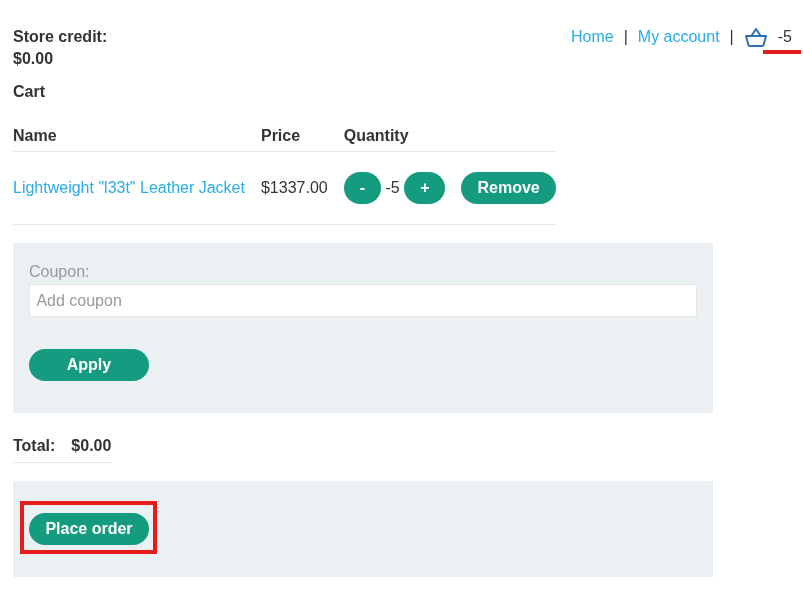 Store credit:
$0.00
Home | My account | -5
Cart
Name Price Quantity
Lightweight "l33t" Leather Jacket $1337.00 - -5 + Remove
Coupon:
Add coupon
Apply
Total: $0.00
Place order